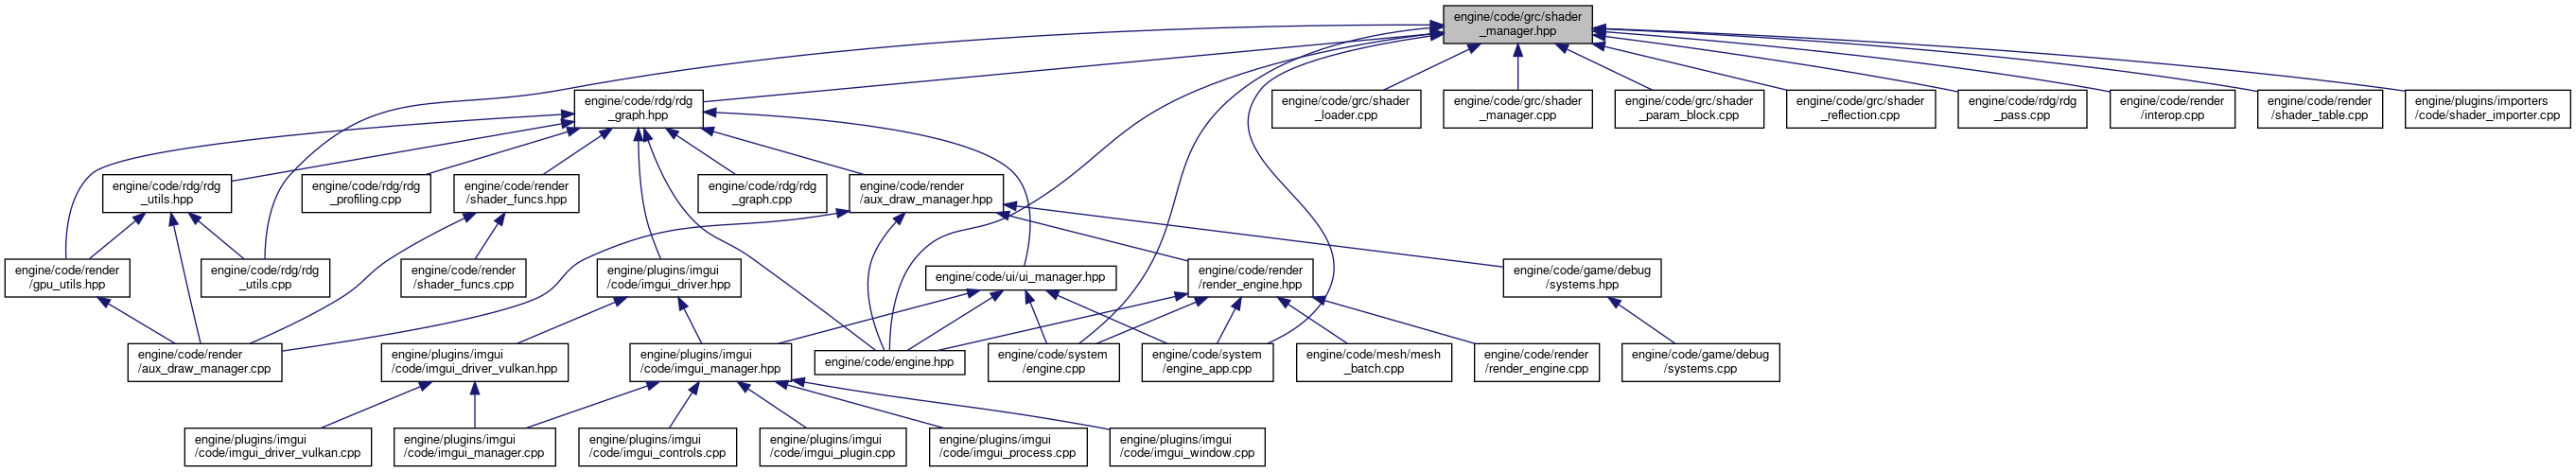 engine/code/grc/shader
_manager.hpp
engine/code/rdg/rdg
_graph.hpp
engine/code/grc/shader
_loader.cpp
engine/code/grc/shader
_manager.cpp
engine/code/grc/shader
_param_block.cpp
engine/code/grc/shader
_reflection.cpp
engine/code/rdg/rdg
_pass.cpp
engine/code/render
/interop.cpp
engine/code/render
/shader_table.cpp
engine/plugins/importers
/code/shader_importer.cpp
engine/code/rdg/rdg
_utils.hpp
engine/code/rdg/rdg
_profiling.cpp
engine/code/render
/shader_funcs.hpp
engine/code/rdg/rdg
_graph.cpp
engine/code/render
/aux_draw_manager.hpp
engine/code/render
/gpu_utils.hpp
engine/code/rdg/rdg
_utils.cpp
engine/code/render
/shader_funcs.cpp
engine/plugins/imgui
/code/imgui_driver.hpp
engine/code/ui/ui_manager.hpp
engine/code/render
/render_engine.hpp
engine/code/game/debug
/systems.hpp
engine/code/render
/aux_draw_manager.cpp
engine/plugins/imgui
/code/imgui_driver_vulkan.hpp
engine/plugins/imgui
/code/imgui_manager.hpp
engine/code/engine.hpp
engine/code/system
/engine.cpp
engine/code/system
/engine_app.cpp
engine/code/mesh/mesh
_batch.cpp
engine/code/render
/render_engine.cpp
engine/code/game/debug
/systems.cpp
engine/plugins/imgui
/code/imgui_driver_vulkan.cpp
engine/plugins/imgui
/code/imgui_manager.cpp
engine/plugins/imgui
/code/imgui_controls.cpp
engine/plugins/imgui
/code/imgui_plugin.cpp
engine/plugins/imgui
/code/imgui_process.cpp
engine/plugins/imgui
/code/imgui_window.cpp